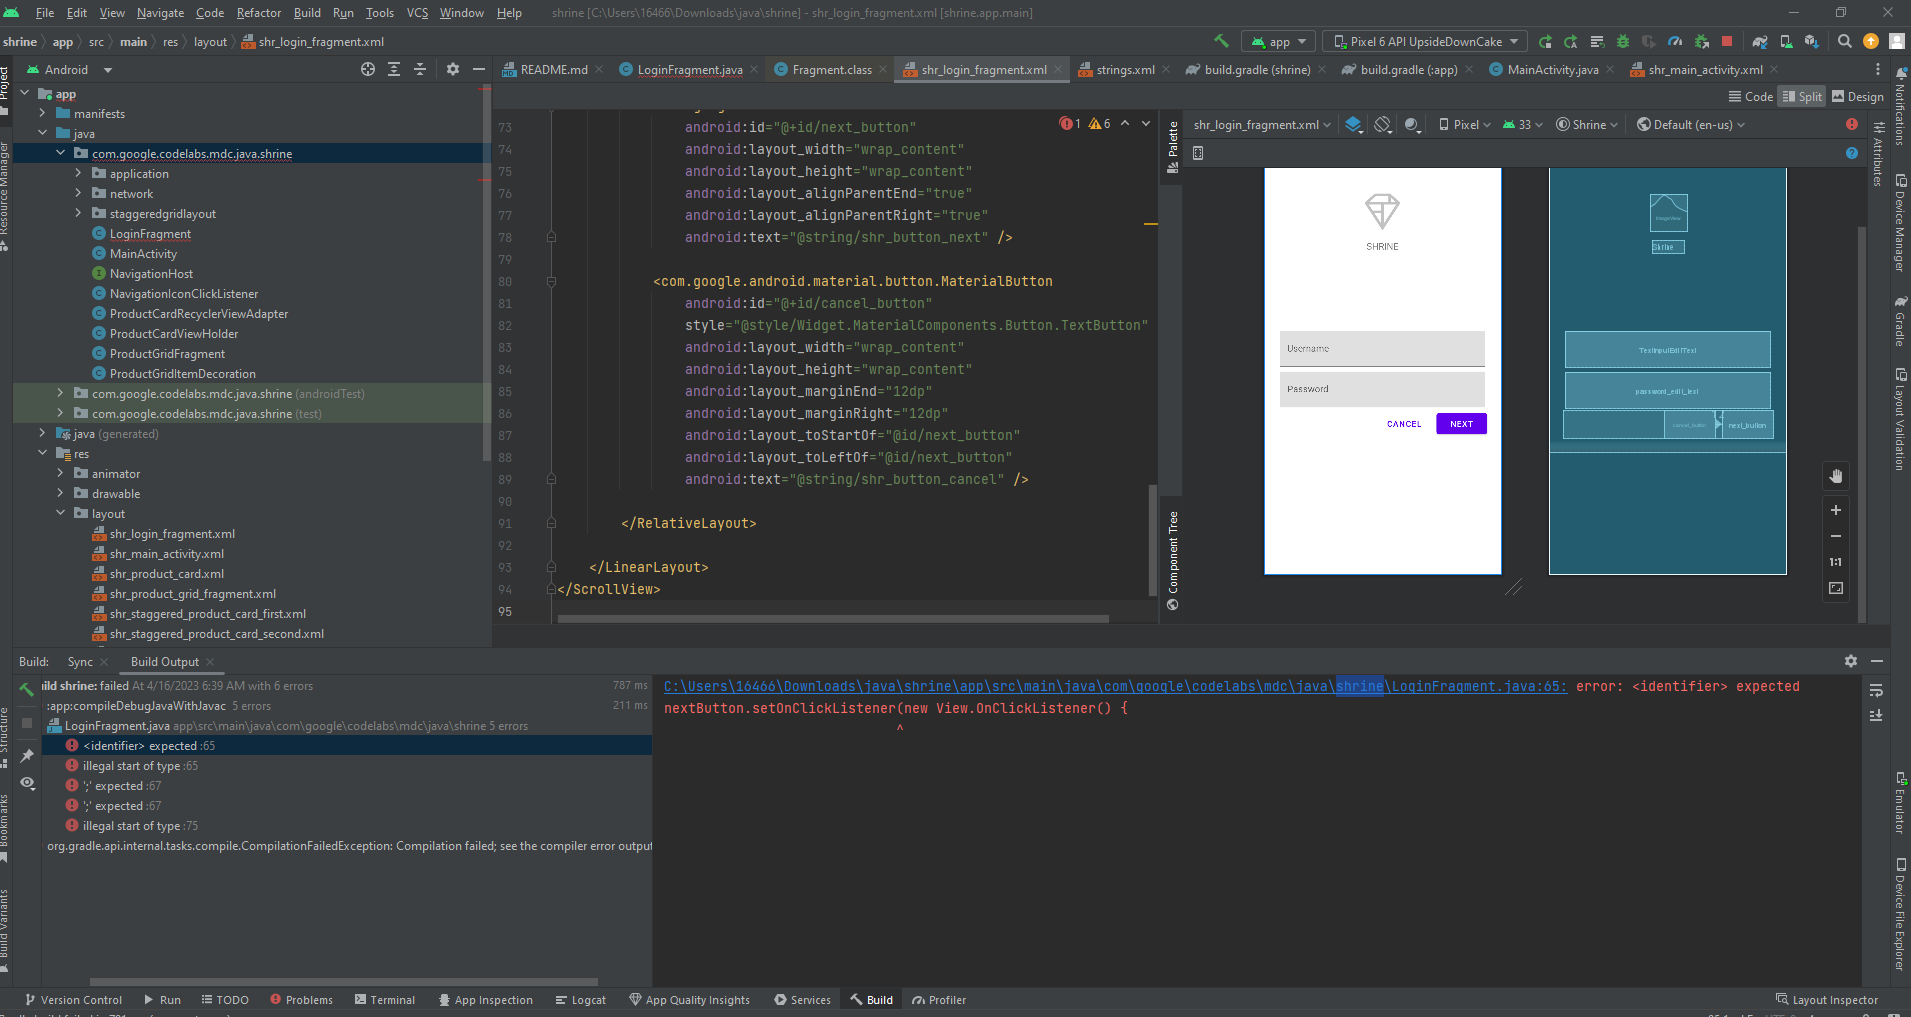 File Edit View Navigate Code Refactor Build Run Tools VCS Window Help shrine [C:\Users\16466\Downloads\java\shrine] - shr_login_fragment.xml [shrine.app.main]
shrine app src main res layout shr_login_fragment.xml app Pixel 6 API UpsideDownCake
Android README.md LoginFragment.java Fragment.class shr_login_fragment.xml strings.xml build.gradle (shrine) build.gradle (:app) MainActivity.java shr_main_activity.xml
Code Split Design
Project
Resource Manager
Structure
Bookmarks
Build Variants
app
manifests
java
com.google.codelabs.mdc.java.shrine
application
network
staggeredgridlayout
LoginFragment
MainActivity
NavigationHost
NavigationIconClickListener
ProductCardRecyclerViewAdapter
ProductCardViewHolder
ProductGridFragment
ProductGridItemDecoration
com.google.codelabs.mdc.java.shrine (androidTest)
com.google.codelabs.mdc.java.shrine (test)
java (generated)
res
animator
drawable
layout
shr_login_fragment.xml
shr_main_activity.xml
shr_product_card.xml
shr_product_grid_fragment.xml
shr_staggered_product_card_first.xml
shr_staggered_product_card_second.xml
1 6
73 android:id="@+id/next_button"
74 android:layout_width="wrap_content"
75 android:layout_height="wrap_content"
76 android:layout_alignParentEnd="true"
77 android:layout_alignParentRight="true"
78 android:text="@string/shr_button_next" />
79
80 <com.google.android.material.button.MaterialButton
81 android:id="@+id/cancel_button"
82 style="@style/Widget.MaterialComponents.Button.TextButton"
83 android:layout_width="wrap_content"
84 android:layout_height="wrap_content"
85 android:layout_marginEnd="12dp"
86 android:layout_marginRight="12dp"
87 android:layout_toStartOf="@id/next_button"
88 android:layout_toLeftOf="@id/next_button"
89 android:text="@string/shr_button_cancel" />
90
91 </RelativeLayout>
92
93 </LinearLayout>
94 </ScrollView>
95
Palette
Component Tree
shr_login_fragment.xml Pixel 33 Shrine Default (en-us)
SHRINE
Username
Password
CANCEL NEXT
ImageView
Shrine
TextInputEditText
password_edit_text
cancel_button next_button
1:1
Notifications
Attributes
Device Manager
Gradle
Layout Validation
Emulator
Device File Explorer
Build: Sync Build Output
ild shrine: failed At 4/16/2023 6:39 AM with 6 errors 787 ms
:app:compileDebugJavaWithJavac 5 errors 211 ms
LoginFragment.java app\src\main\java\com\google\codelabs\mdc\java\shrine 5 errors
<identifier> expected :65
illegal start of type :65
';' expected :67
';' expected :67
illegal start of type :75
org.gradle.api.internal.tasks.compile.CompilationFailedException: Compilation failed; see the compiler error output
C:\Users\16466\Downloads\java\shrine\app\src\main\java\com\google\codelabs\mdc\java\shrine\LoginFragment.java:65: error: <identifier> expected
nextButton.setOnClickListener(new View.OnClickListener() {
^
Version Control Run TODO Problems Terminal App Inspection Logcat App Quality Insights Services Build Profiler Layout Inspector